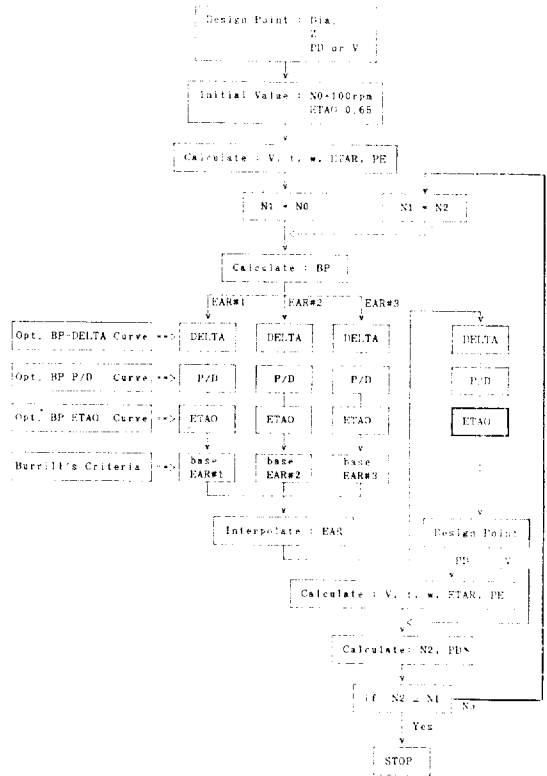 Design Point : Dia.
Z
PD or V
Initial Value : N0=100rpm
ETAO 0.65
Calculate : V, t, w, ETAR, PE
N1 = N0
N1 = N2
Calculate : BP
EAR#1
EAR#2
EAR#3
Opt. BP-DELTA Curve
DELTA
DELTA
DELTA
DELTA
Opt. BP P/D Curve
P/D
P/D
P/D
P/D
Opt. BP ETAO Curve
ETAO
ETAO
ETAO
ETAO
Burrill's Criteria
base
EAR#1
base
EAR#2
base
EAR#3
Interpolate : EAR
Design Point
PD
V
Calculate : V, t, w, ETAR, PE
Calculate: N2, PD
if N2 = N1
No
Yes
STOP